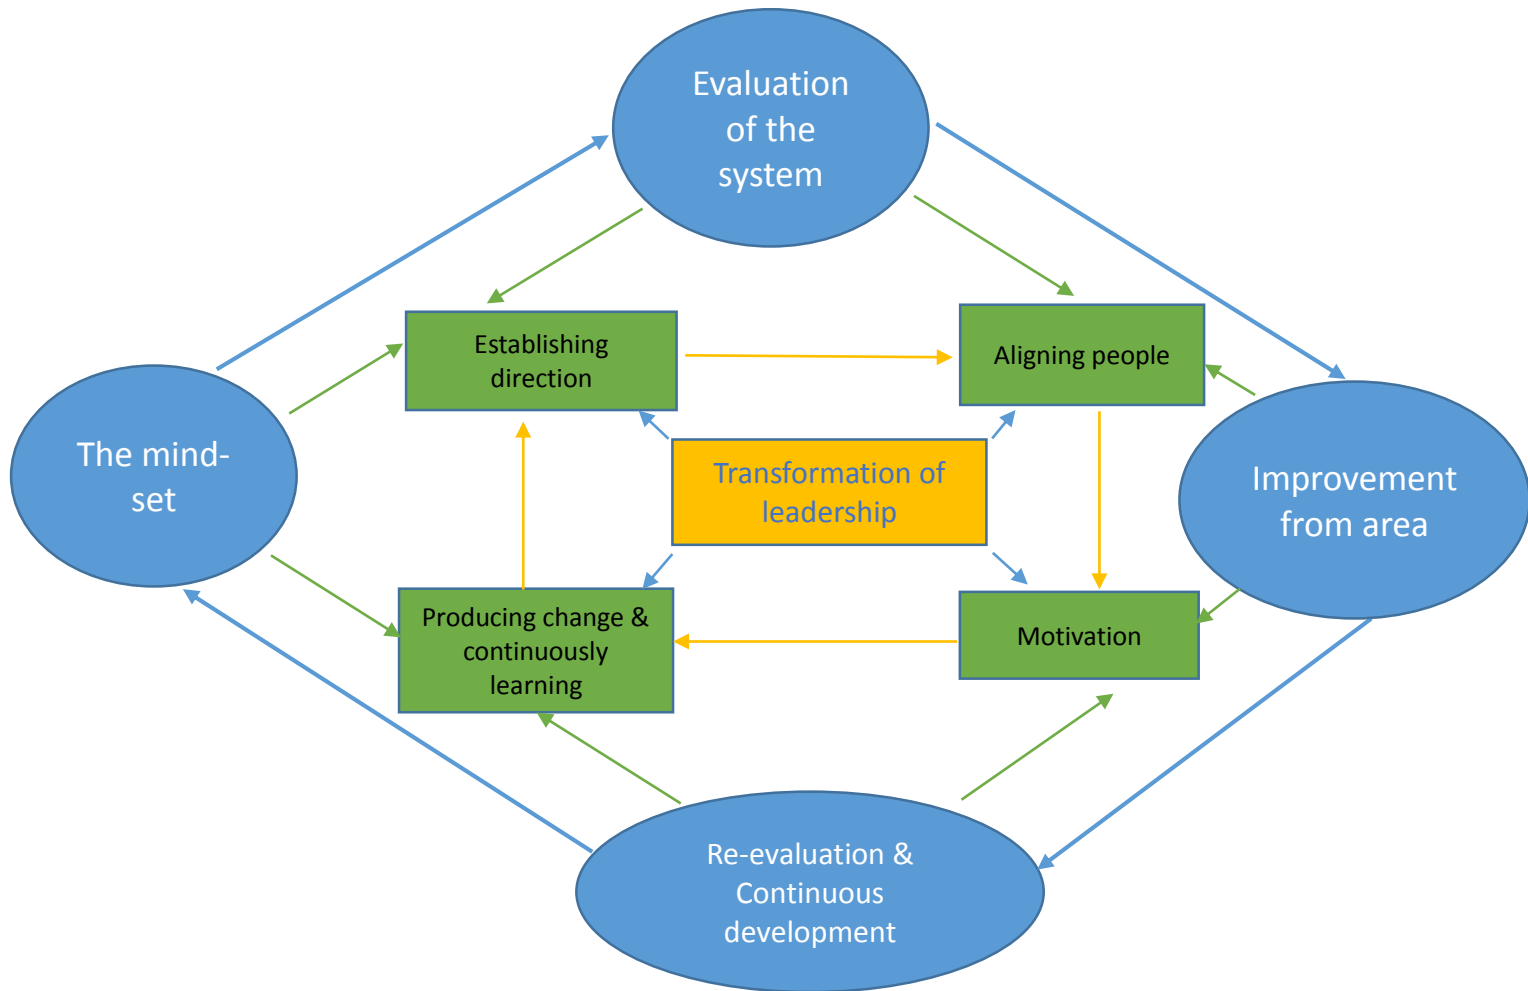 Evaluation
of the
system
Establishing
direction
Aligning people
The mind-
set
Transformation of
leadership
Improvement
from area
Producing change &
continuously
learning
Motivation
Re-evaluation &
Continuous
development